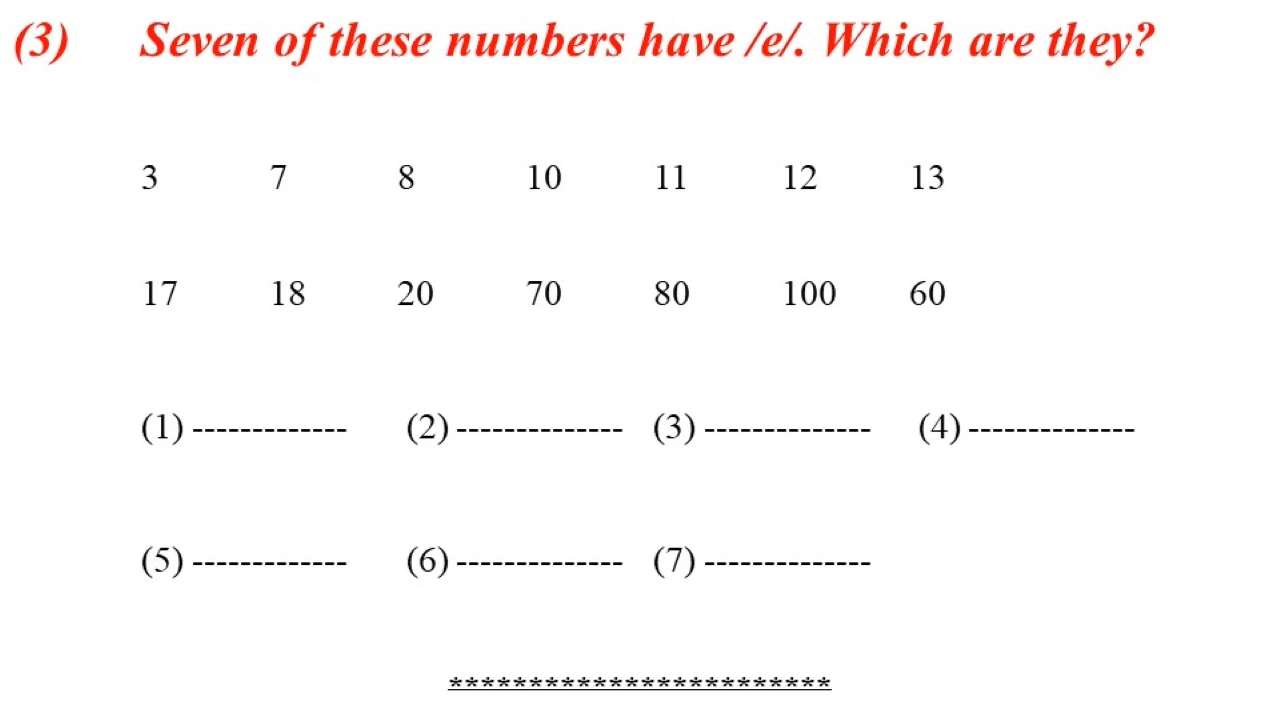 (3) Seven of these numbers have /e/. Which are they?
3 7 8 10 11 12 13
17 18 20 70 80 100 60
(1) ------------- (2) -------------- (3) -------------- (4) --------------
(5) ------------- (6) -------------- (7) --------------
************************